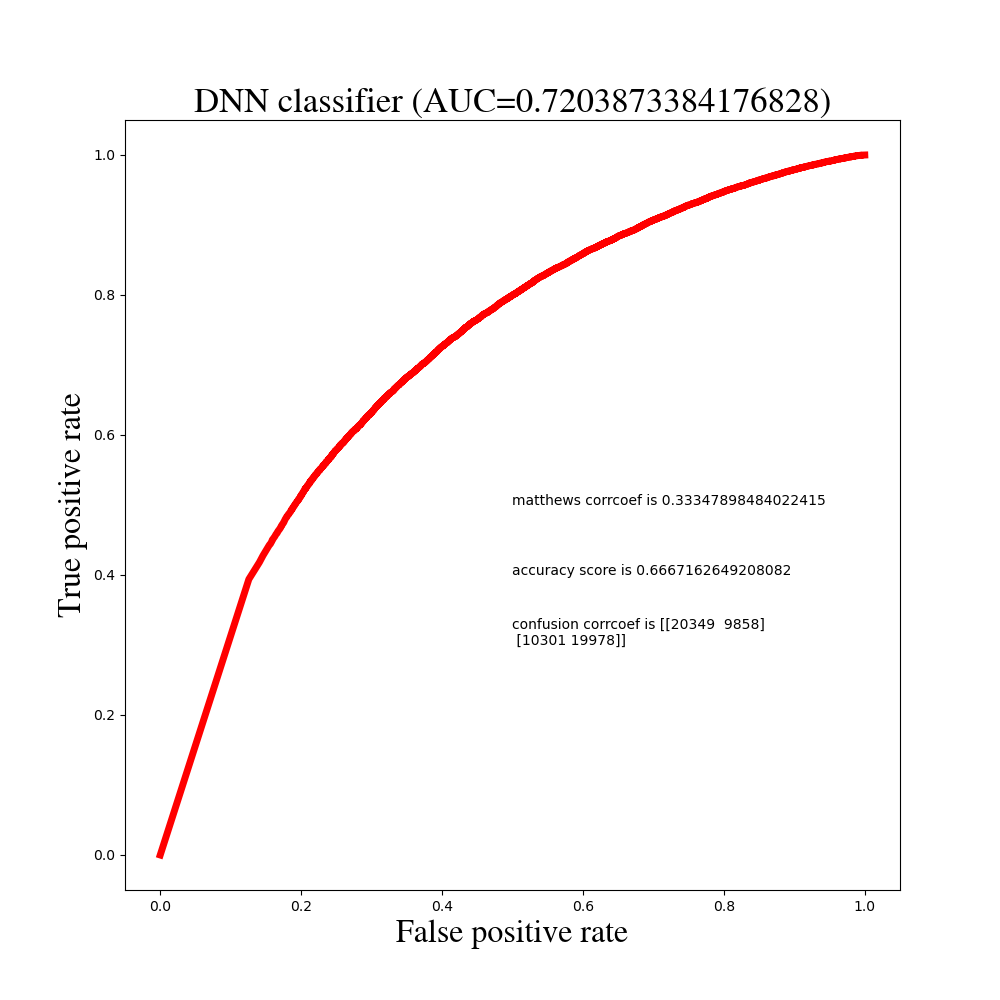 DNN classifier (AUC=0.7203873384176828)
1.0
0.8
0.6
0.4
0.2
0.0
True positive rate
matthews corrcoef is 0.33347898484022415
accuracy score is 0.6667162649208082
confusion corrcoef is [[20349  9858]
 [10301 19978]]
0.0 0.2 0.4 0.6 0.8 1.0
False positive rate